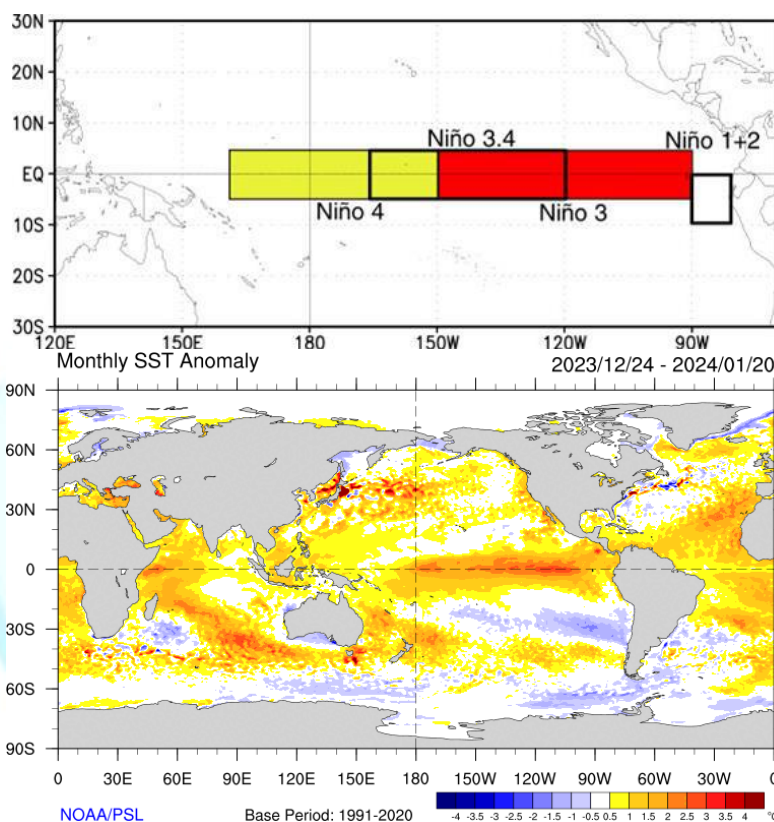 30N
20N
10N
EQ
10S
20S
30S
Niño 3.4
Niño 1+2
Niño 4
Niño 3
120E 150E 180 150W 120W 90W
Monthly SST Anomaly 2023/12/24 - 2024/01/20
90N
60N
30N
0
30S
60S
90S
0 30E 60E 90E 120E 150E 180 150W 120W 90W 60W 30W 0
NOAA/PSL Base Period: 1991-2020
-4 -3.5 -3 -2.5 -2 -1.5 -1 -0.5 0.5 1 1.5 2 2.5 3 3.5 4